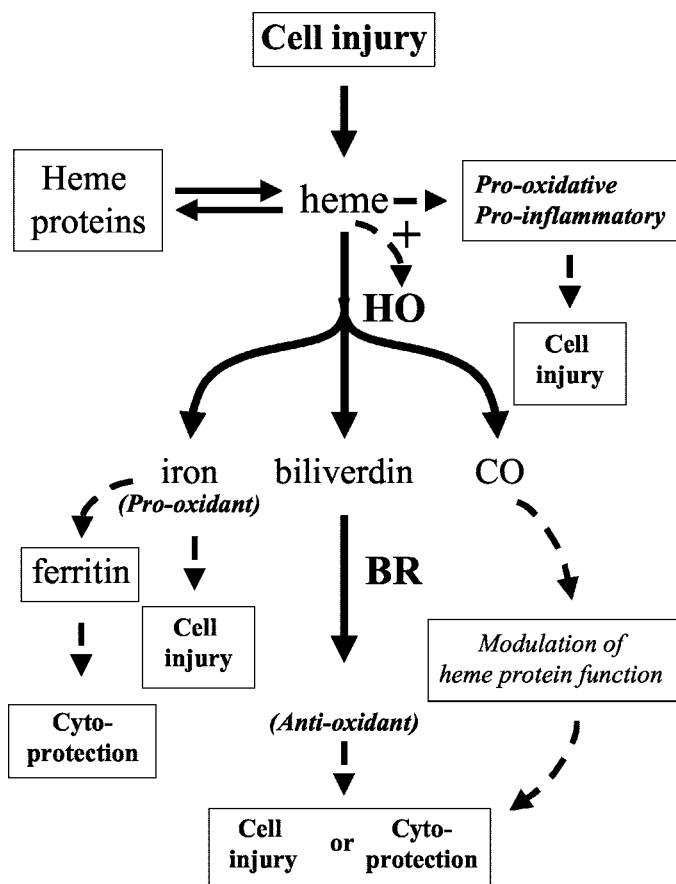 Cell injury
Heme
proteins
heme
+
Pro-oxidative
Pro-inflammatory
HO
Cell
injury
iron
(Pro-oxidant)
biliverdin
CO
ferritin
Cell
injury
BR
Modulation of
heme protein function
Cyto-
protection
(Anti-oxidant)
Cell or Cyto-
injury protection